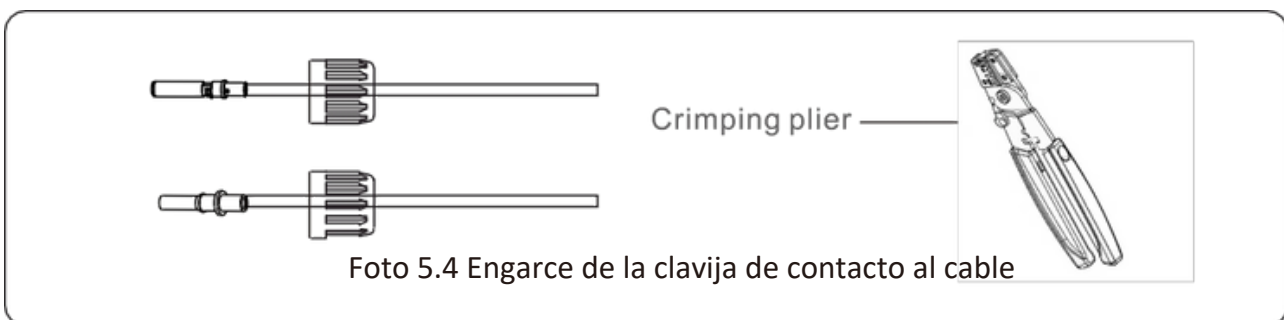 Crimping plier
Foto 5.4 Engarce de la clavija de contacto al cable